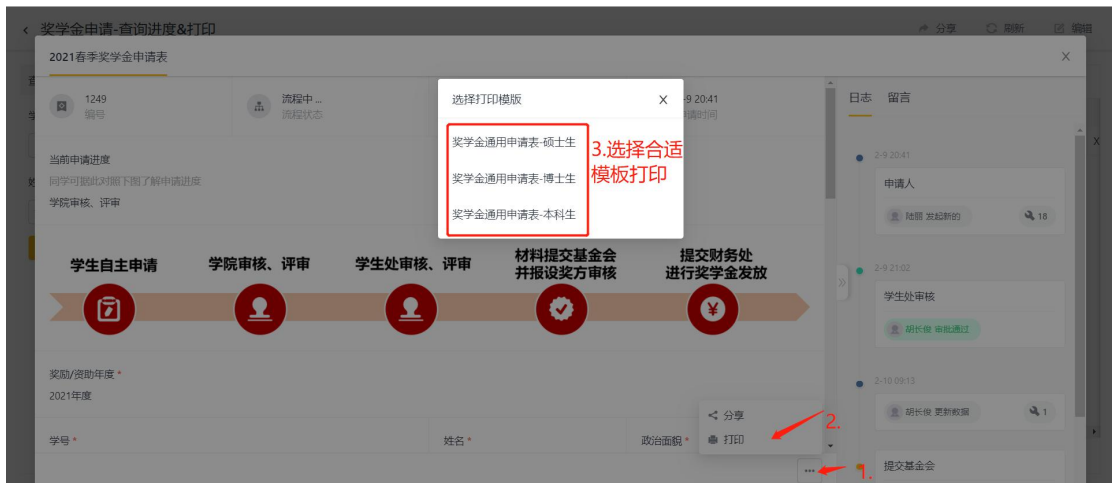 奖学金申请-查询进度&打印
分享 刷新 编辑
2021春季奖学金申请表 X
1249
编号
流程中 ...
流程状态
-9 20:41
申请时间
选择打印模版 X
奖学金通用申请表-硕士生
奖学金通用申请表-博士生
奖学金通用申请表-本科生
3.选择合适
模板打印
当前申请进度
同学可据此对照下图了解申请进度
学院审核、评审
学生自主申请
学院审核、评审
学生处审核、评审
材料提交基金会
并报设奖方审核
提交财务处
进行奖学金发放
奖励/资助年度 *
2021年度
学号 *
姓名 *
政治面貌 *
分享
打印
2.
1.
日志 留言
2-9 20:41
申请人
陆丽 发起新的 18
2-9 21:02
学生处审核
胡长俊 审批通过
2-10 09:13
胡长俊 更新数据 1
提交基金会